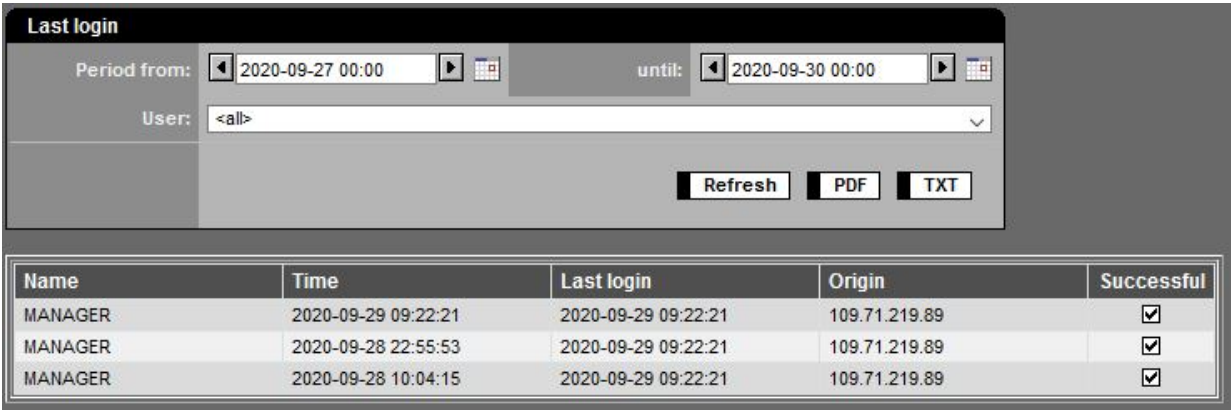 Last login
Period from: 2020-09-27 00:00 until: 2020-09-30 00:00
User: <all>
Refresh PDF TXT
Name Time Last login Origin Successful
MANAGER 2020-09-29 09:22:21 2020-09-29 09:22:21 109.71.219.89
MANAGER 2020-09-28 22:55:53 2020-09-29 09:22:21 109.71.219.89
MANAGER 2020-09-28 10:04:15 2020-09-29 09:22:21 109.71.219.89